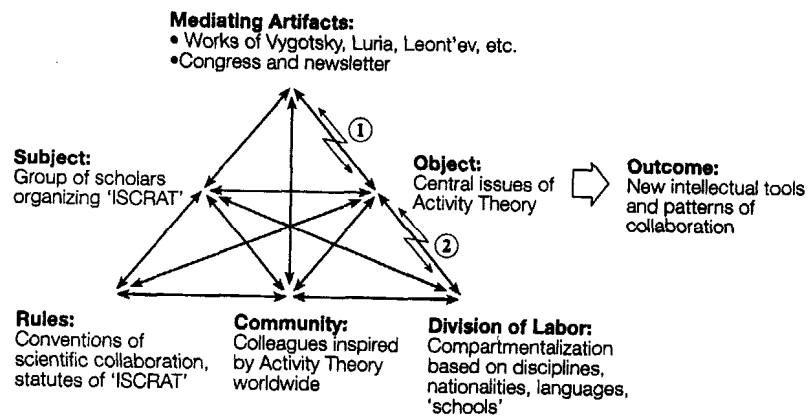 Mediating Artifacts:
• Works of Vygotsky, Luria, Leont'ev, etc.
•Congress and newsletter
1
Subject:
Group of scholars
organizing 'ISCRAT'
Object:
Central issues of
Activity Theory
Outcome:
New intellectual tools
and patterns of
collaboration
2
Rules:
Conventions of
scientific collaboration,
statutes of 'ISCRAT'
Community:
Colleagues inspired
by Activity Theory
worldwide
Division of Labor:
Compartmentalization
based on disciplines,
nationalities, languages,
'schools'